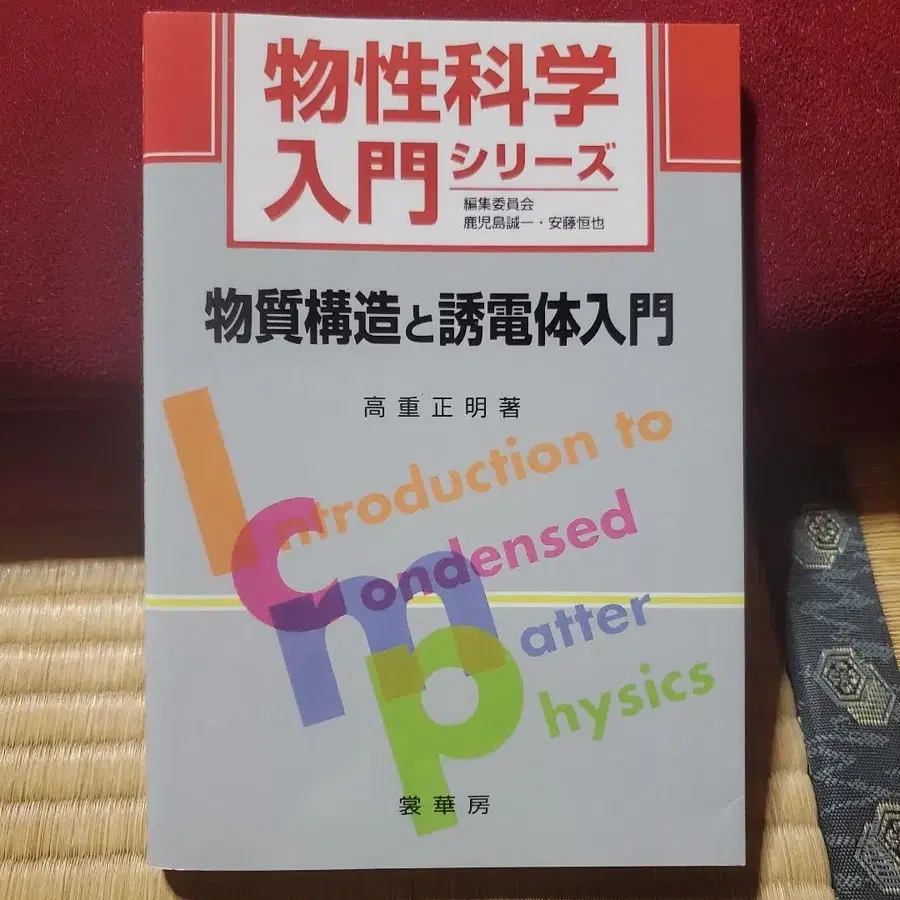 物性科学
入門シリーズ
編集委員会
鹿児島誠一・安藤恒也
物質構造と誘電体入門
高重正明著
Introduction to
Condensed
matter
physics
裳華房